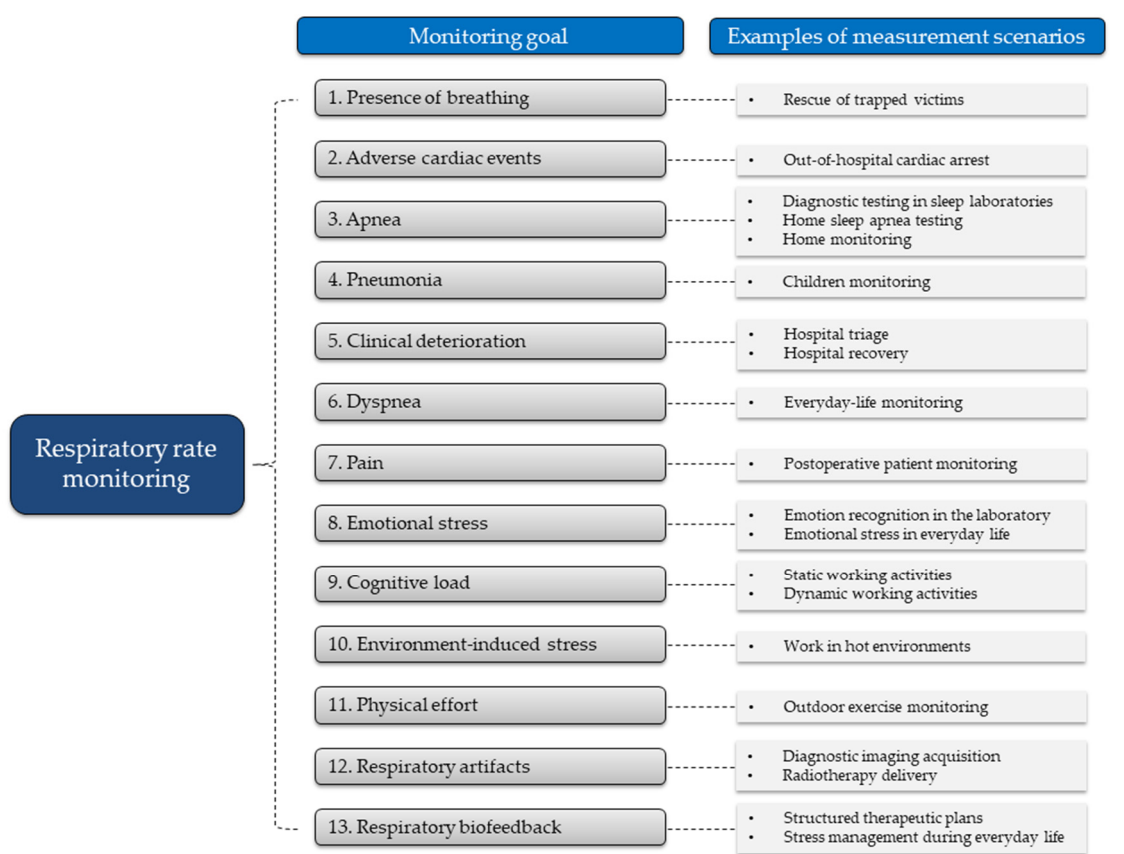 Monitoring goal
Examples of measurement scenarios
Respiratory rate
monitoring
1. Presence of breathing
• Rescue of trapped victims
2. Adverse cardiac events
• Out-of-hospital cardiac arrest
3. Apnea
• Diagnostic testing in sleep laboratories
• Home sleep apnea testing
• Home monitoring
4. Pneumonia
• Children monitoring
5. Clinical deterioration
• Hospital triage
• Hospital recovery
6. Dyspnea
• Everyday-life monitoring
7. Pain
• Postoperative patient monitoring
8. Emotional stress
• Emotion recognition in the laboratory
• Emotional stress in everyday life
9. Cognitive load
• Static working activities
• Dynamic working activities
10. Environment-induced stress
• Work in hot environments
11. Physical effort
• Outdoor exercise monitoring
12. Respiratory artifacts
• Diagnostic imaging acquisition
• Radiotherapy delivery
13. Respiratory biofeedback
• Structured therapeutic plans
• Stress management during everyday life